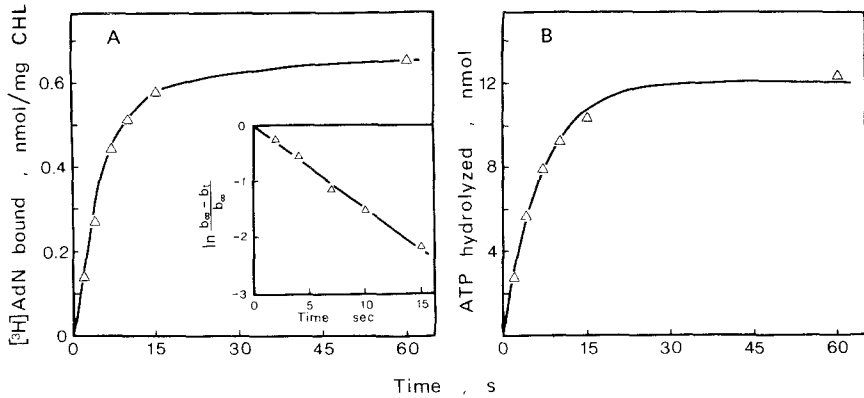 A
[³H]AdN bound , nmol/mg CHL
0.6
0.4
0.2
0
0 15 30 45 60
ln (b∞ − bt)/b∞
0
-1
-2
-3
0 5 10 15
Time sec
B
ATP hydrolyzed , nmol
12
8
4
0
0 15 30 45 60
Time , s